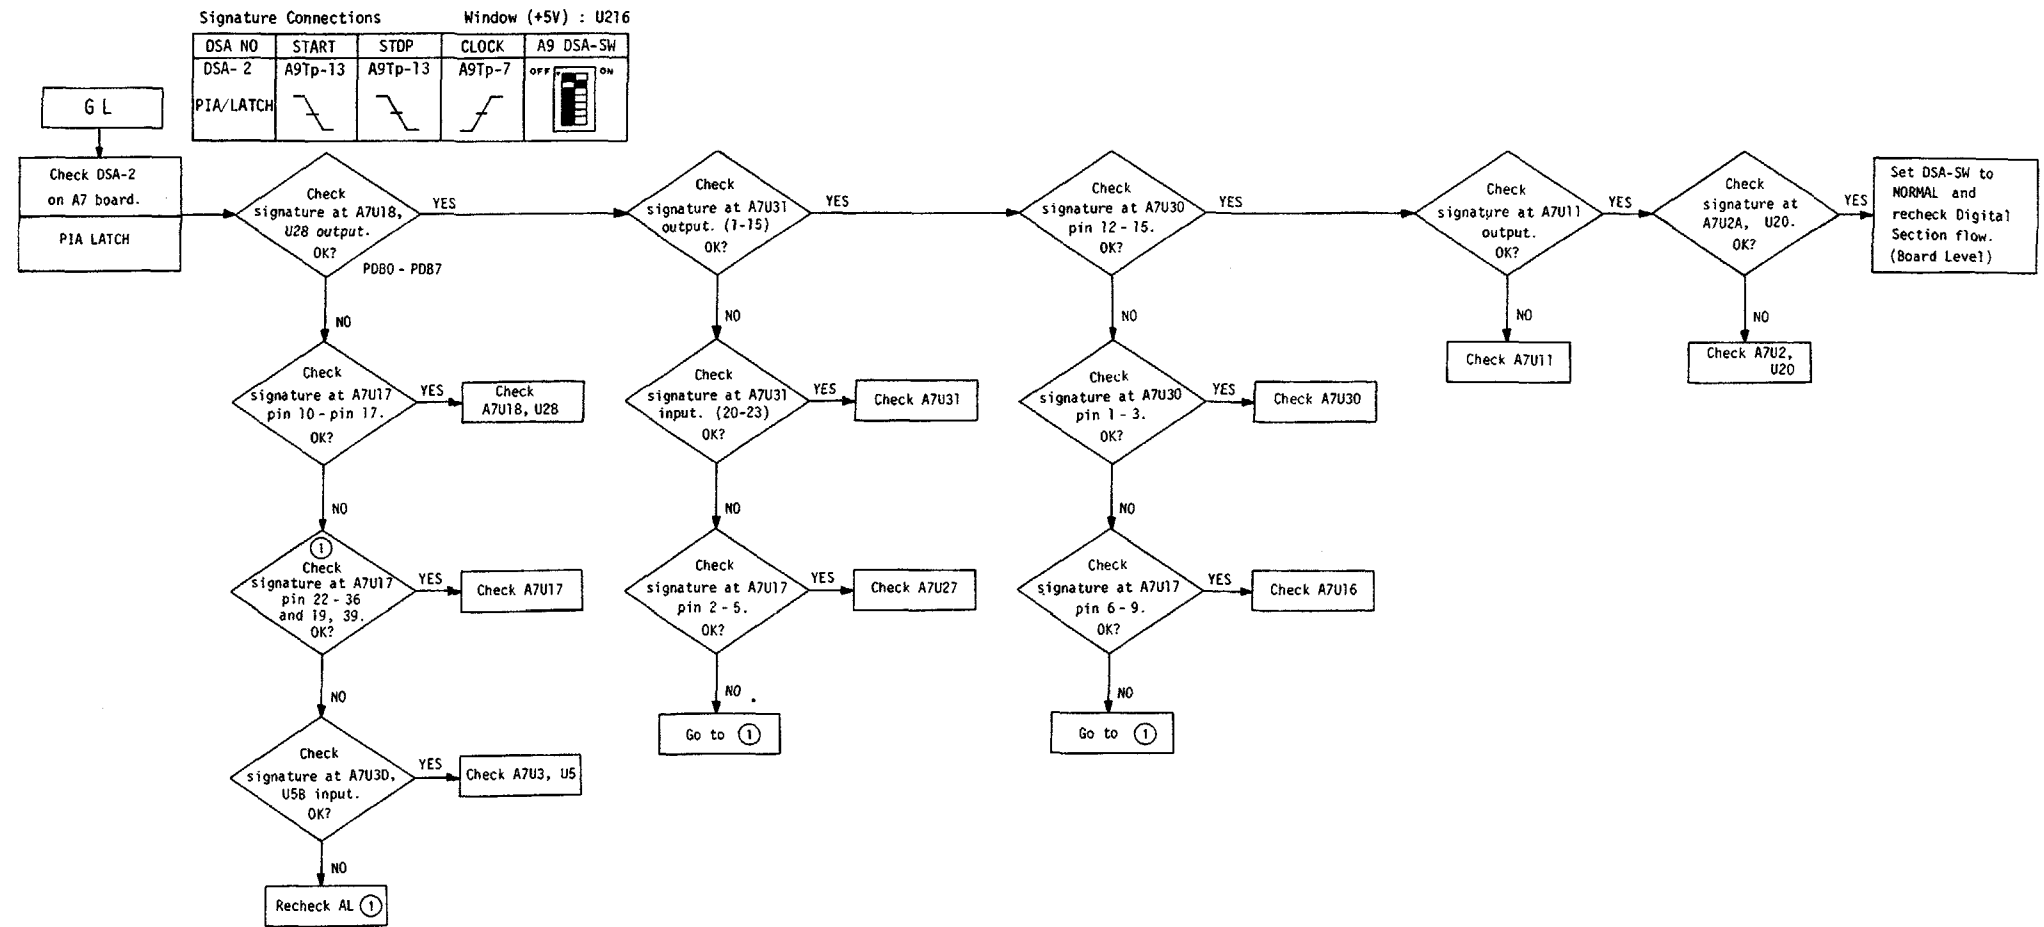 Signature Connections Window (+5V) : U216
DSA NO START STOP CLOCK A9 DSA-SW
DSA-2 A9Tp-13 A9Tp-13 A9Tp-7 OFF ON
PIA/LATCH
G L
Check DSA-2
on A7 board.
PIA LATCH
Check
signature at A7U18,
U28 output.
OK?
PDB0 - PDB7
YES
NO
Check
signature at A7U17
pin 10 - pin 17.
OK?
YES
Check
A7U18, U28
NO
1
Check
signature at A7U17
pin 22 - 36
and 19, 39.
OK?
YES
Check A7U17
NO
Check
signature at A7U3D,
U5B input.
OK?
YES
Check A7U3, U5
NO
Recheck AL 1
Check
signature at A7U31
output. (1-15)
OK?
YES
NO
Check
signature at A7U31
input. (20-23)
OK?
YES
Check A7U31
NO
Check
signature at A7U17
pin 2 - 5.
OK?
YES
Check A7U27
NO
Go to 1
Check
signature at A7U30
pin 12 - 15.
OK?
YES
NO
Check
signature at A7U30
pin 1 - 3.
OK?
YES
Check A7U30
NO
Check
signature at A7U17
pin 6 - 9.
OK?
YES
Check A7U16
NO
Go to 1
Check
signature at A7U11
output.
OK?
YES
NO
Check A7U11
Check
signature at
A7U2A, U20.
OK?
YES
NO
Check A7U2,
U20
Set DSA-SW to
NORMAL and
recheck Digital
Section flow.
(Board Level)